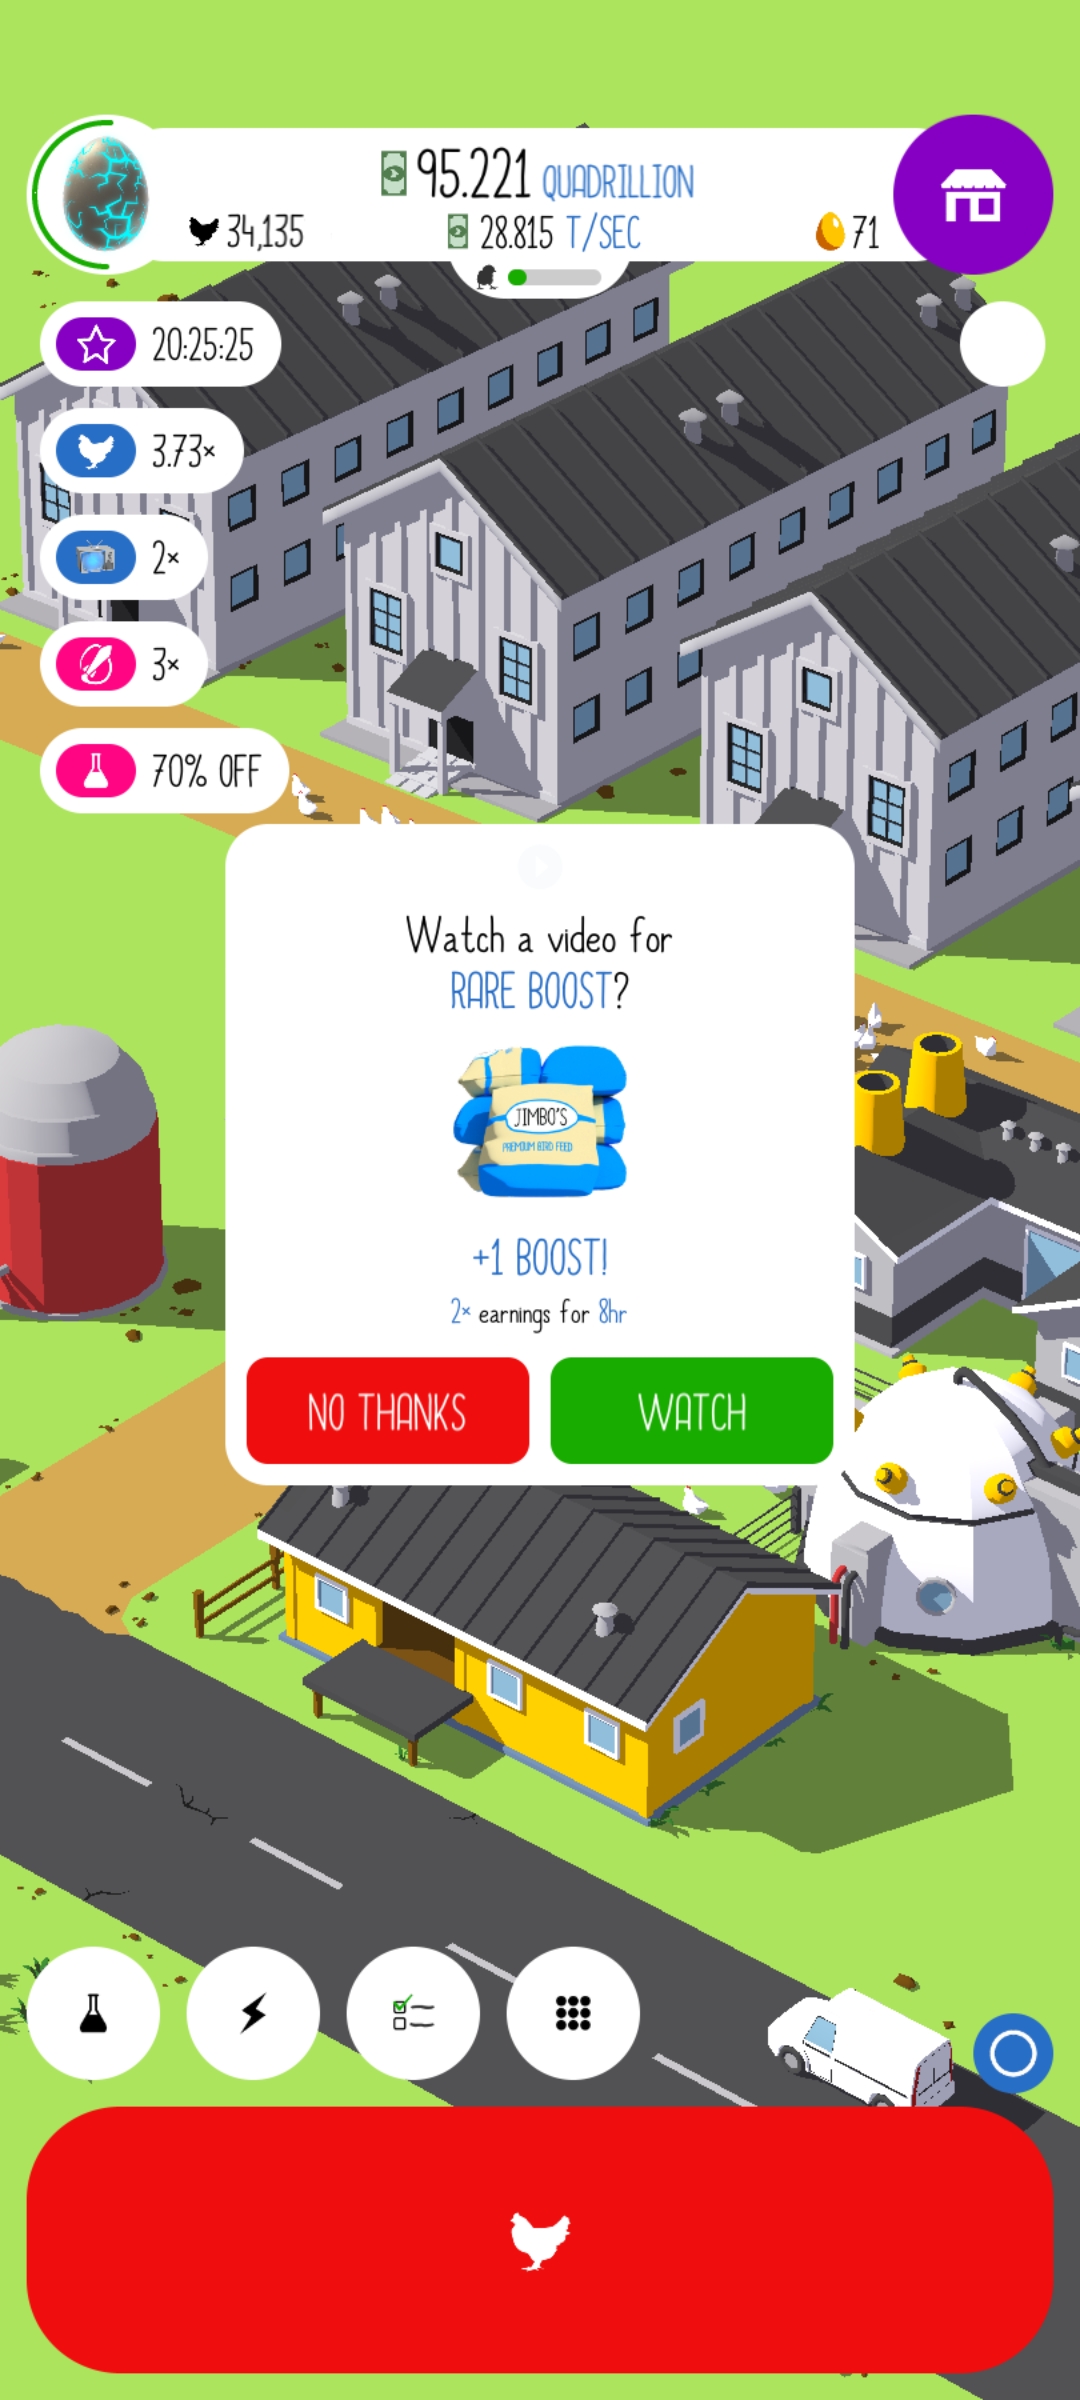 95.221 QUADRILLION
34,135
28.815 T/SEC
71
20:25:25
3.73×
2×
3×
70% OFF
Watch a video for
RARE BOOST?
JIMBO'S
PREMIUM BIRD FEED
+1 BOOST!
2× earnings for 8hr
NO THANKS
WATCH